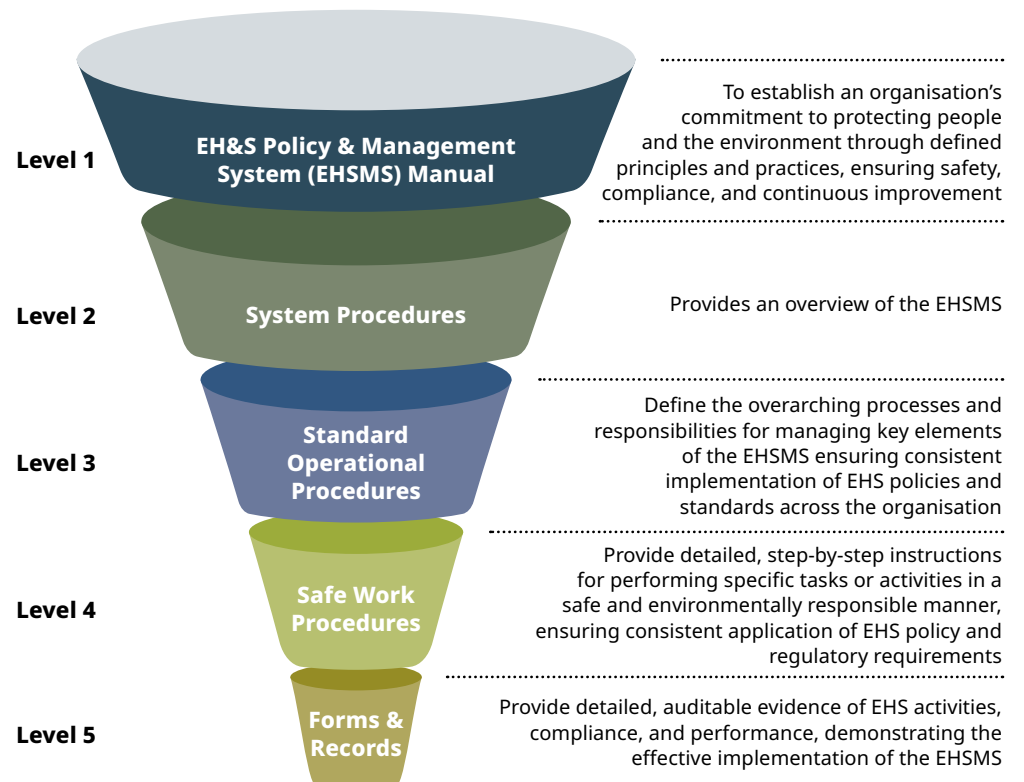 Level 1
EH&S Policy & Management
System (EHSMS) Manual
To establish an organisation’s
commitment to protecting people
and the environment through defined
principles and practices, ensuring safety,
compliance, and continuous improvement
Level 2
System Procedures
Provides an overview of the EHSMS
Level 3
Standard
Operational
Procedures
Define the overarching processes and
responsibilities for managing key elements
of the EHSMS ensuring consistent
implementation of EHS policies and
standards across the organisation
Level 4
Safe Work
Procedures
Provide detailed, step-by-step instructions
for performing specific tasks or activities in a
safe and environmentally responsible manner,
ensuring consistent application of EHS policy and
regulatory requirements
Level 5
Forms &
Records
Provide detailed, auditable evidence of EHS activities,
compliance, and performance, demonstrating the
effective implementation of the EHSMS